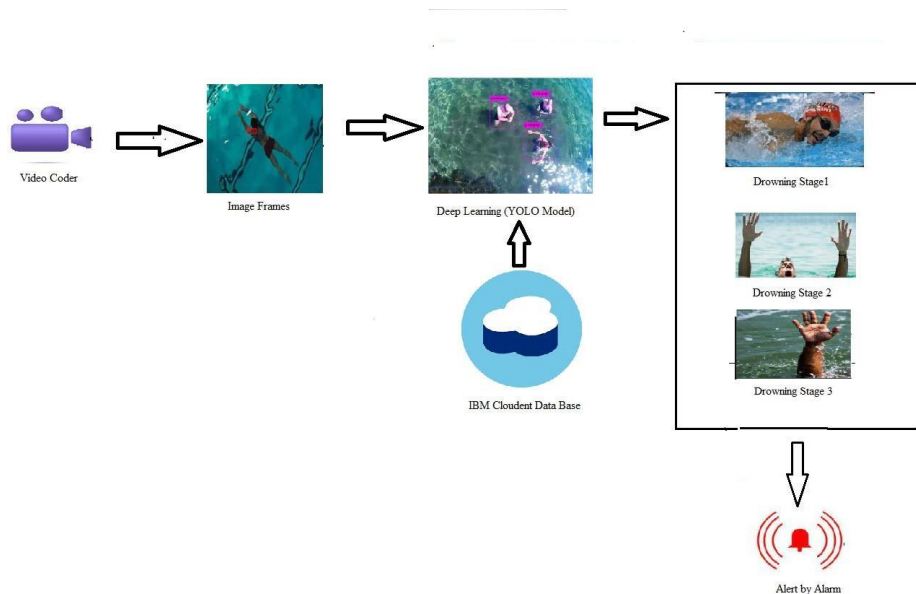 Video Coder
Image Frames
Deep Learning (YOLO Model)
IBM Cloudent Data Base
Drowning Stage1
Drowning Stage 2
Drowning Stage 3
Alert by Alarm